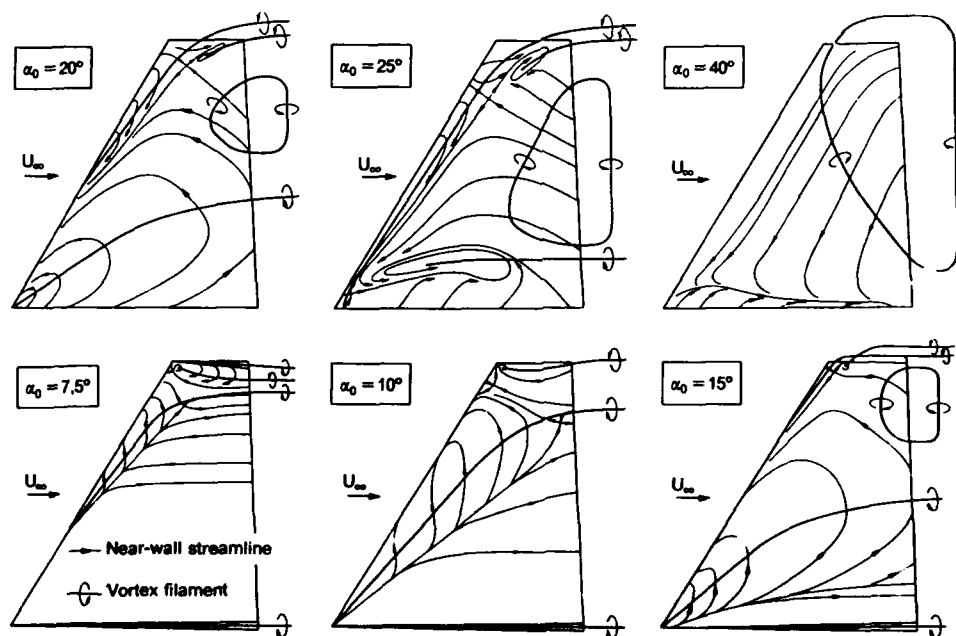 α₀ = 20°
α₀ = 25°
α₀ = 40°
U∞
U∞
U∞
α₀ = 7,5°
α₀ = 10°
α₀ = 15°
U∞
U∞
U∞
Near-wall streamline
Vortex filament